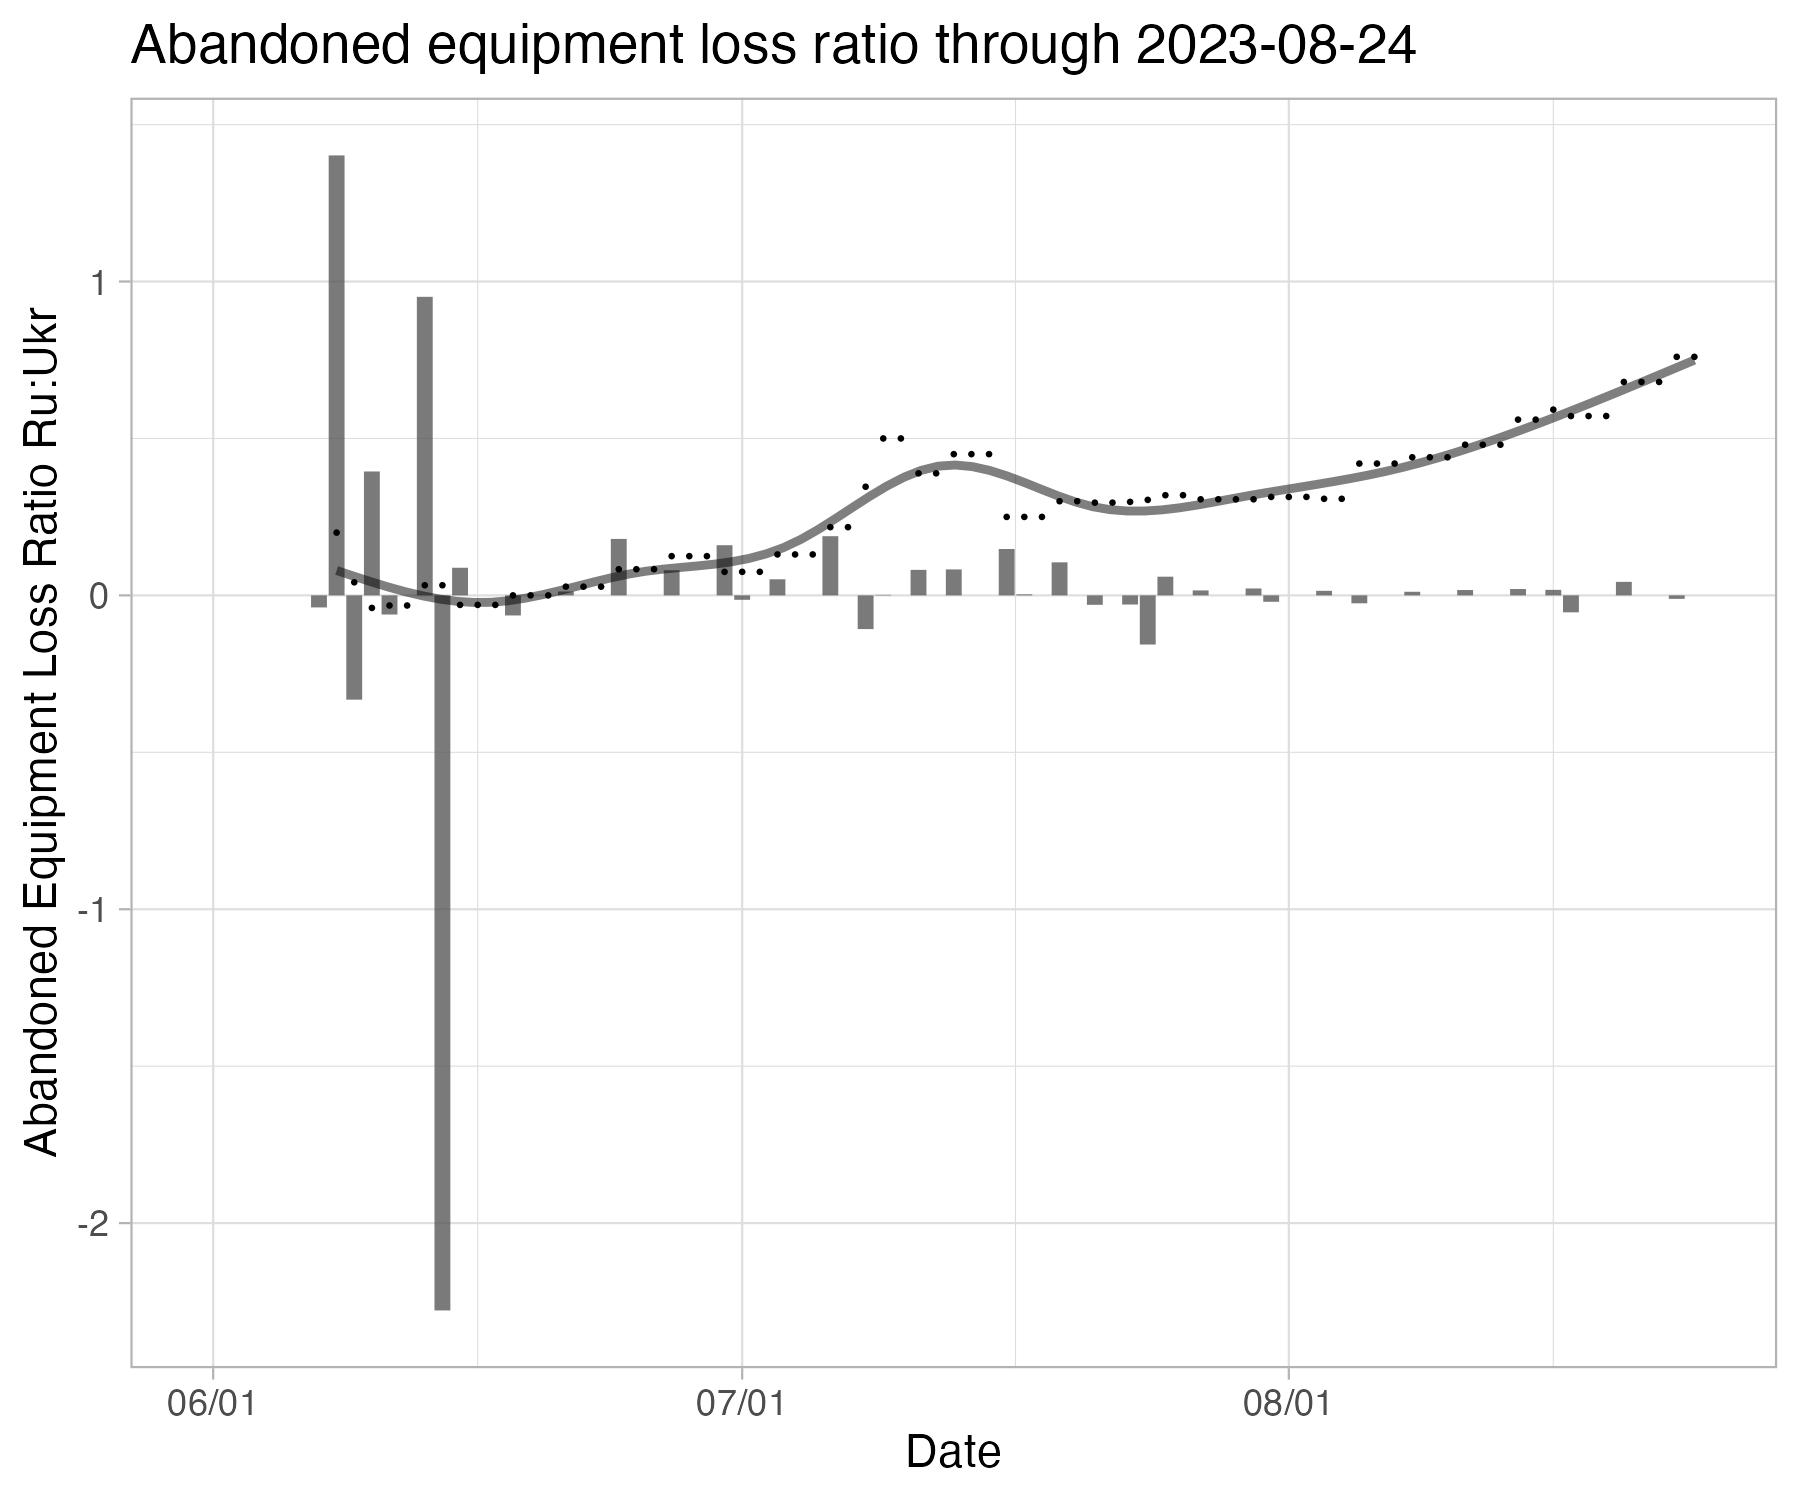 Abandoned equipment loss ratio through 2023-08-24
Abandoned Equipment Loss Ratio Ru:Ukr
1
0
-1
-2
06/01
07/01
08/01
Date